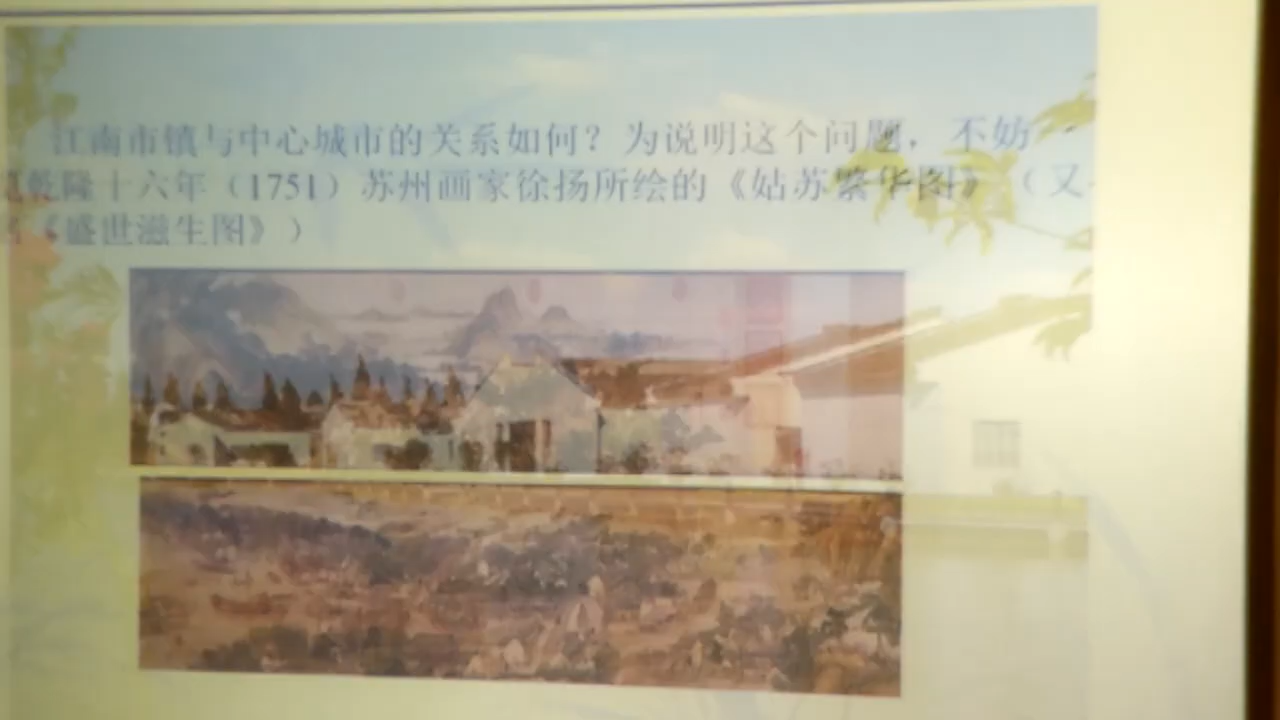 江南市镇与中心城市的关系如何？为说明这个问题，不妨
乾隆十六年（1751）苏州画家徐扬所绘的《姑苏繁华图》（又
《盛世滋生图》）